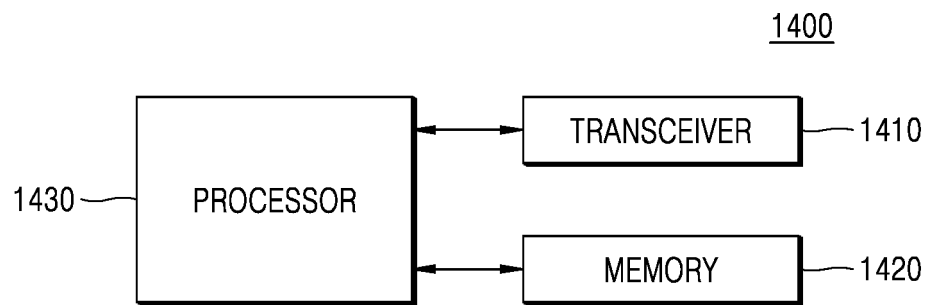 1400
TRANSCEIVER
1410
1430
PROCESSOR
MEMORY
1420